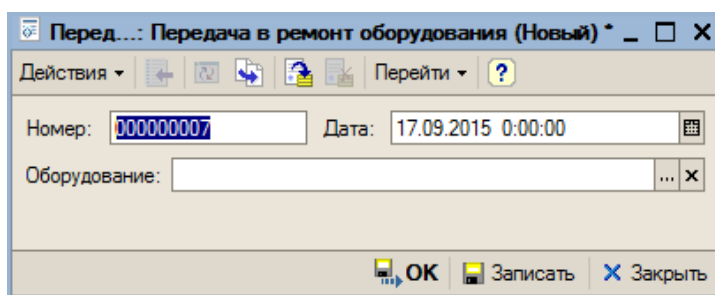 Перед...: Передача в ремонт оборудования (Новый) *
Действия Перейти ?
Номер: 000000007 Дата: 17.09.2015 0:00:00
Оборудование: ... x
OK Записать Закрыть